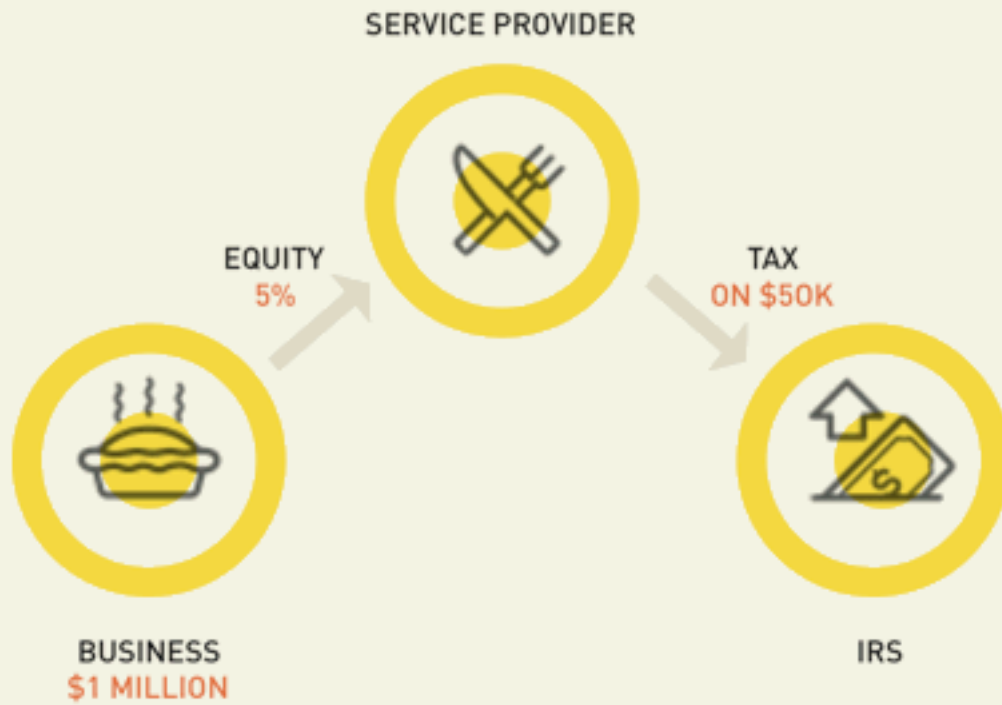 SERVICE PROVIDER
EQUITY
5%
TAX
ON $50K
BUSINESS
$1 MILLION
IRS
$